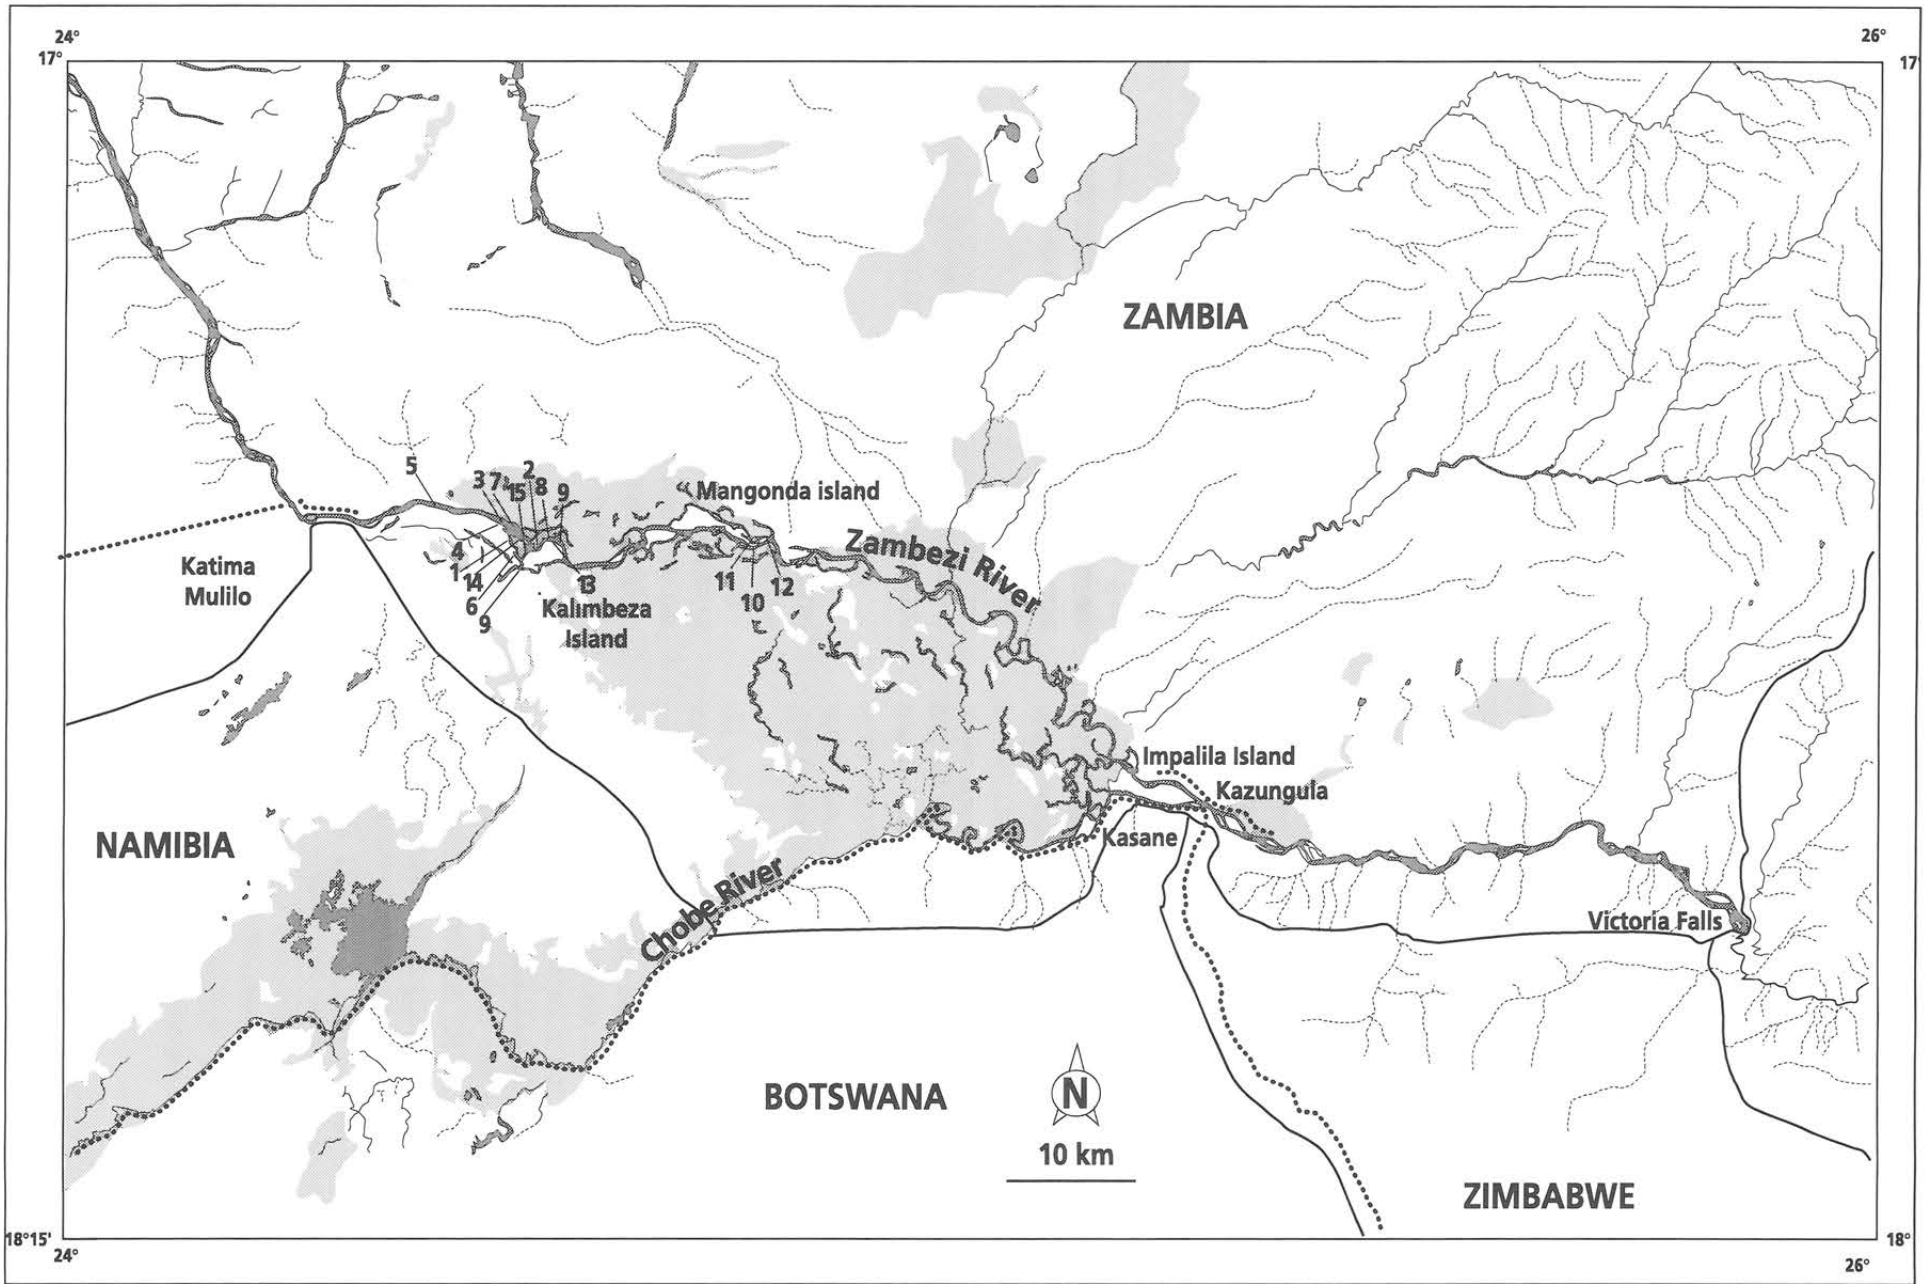 24°
26°
17°
17
ZAMBIA
5
3 7 15 2 8 9
Mangonda island
Zambezi River
Katima
Mulilo
4
1
14
6
9
13
Kalimbeza
Island
11
10
12
Impalila Island
Kazungula
Kasane
NAMIBIA
Chobe River
Victoria Falls
BOTSWANA
N
10 km
ZIMBABWE
18°15'
18°
24°
26°